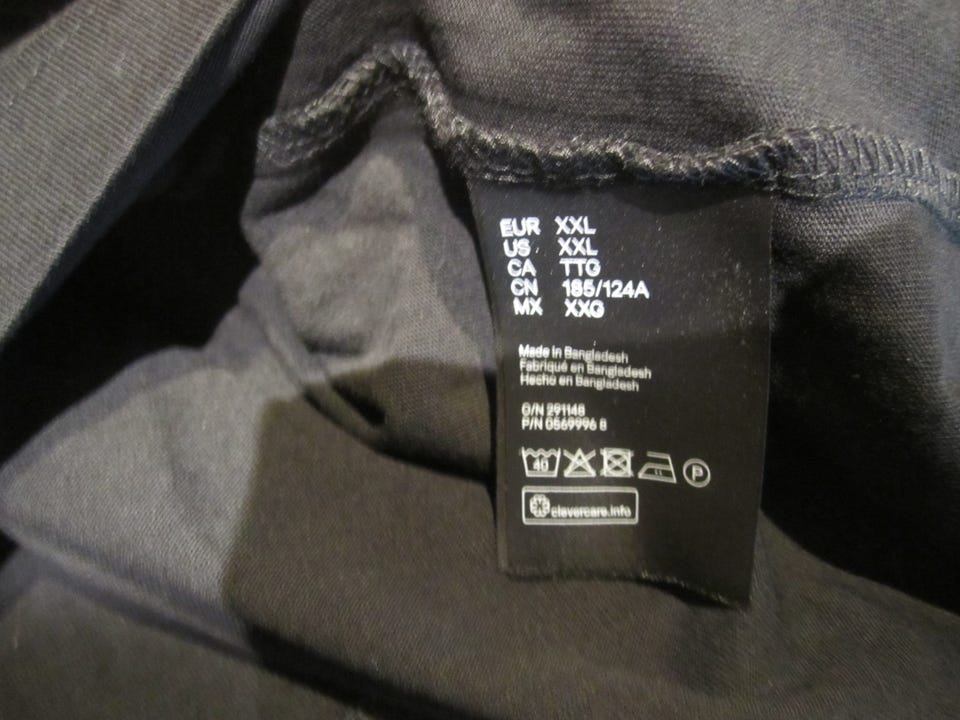 EUR XXL
US XXL
CA TTG
CN 185/124A
MX XXG
Made in Bangladesh
Fabriqué en Bangladesh
Hecho en Bangladesh
O/N 291148
P/N 0569996 8
40
P
clevercare.info